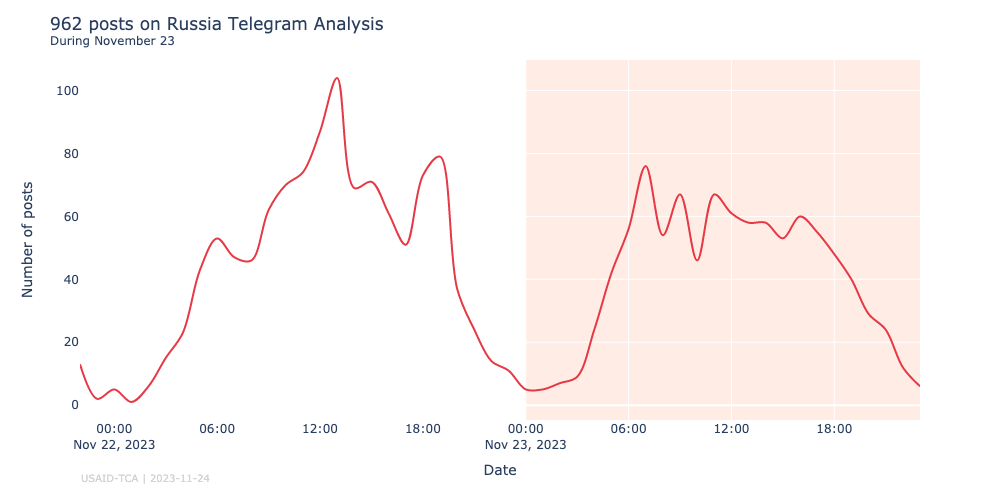 962 posts on Russia Telegram Analysis
During November 23
Number of posts
100
80
60
40
20
0
00:00 06:00 12:00 18:00 00:00 06:00 12:00 18:00
Nov 22, 2023 Nov 23, 2023
Date
USAID-TCA | 2023-11-24